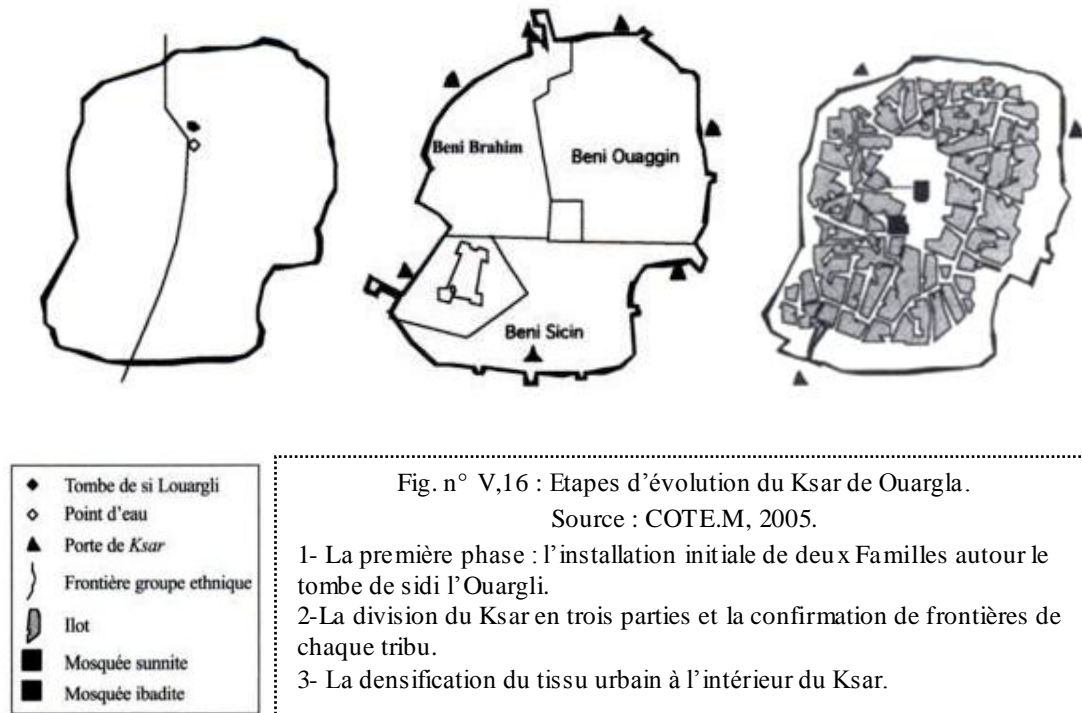 Beni Brahim
Beni Ouaggin
Beni Sicin
Tombe de si Louargli
Point d'eau
Porte de Ksar
Frontière groupe ethnique
Ilot
Mosquée sunnite
Mosquée ibadite
Fig. n° V,16 : Etapes d'évolution du Ksar de Ouargla.
Source : COTE.M, 2005.
1- La première phase : l'installation initiale de deux Familles autour le
tombe de sidi l'Ouargli.
2-La division du Ksar en trois parties et la confirmation de frontières de
chaque tribu.
3- La densification du tissu urbain à l'intérieur du Ksar.